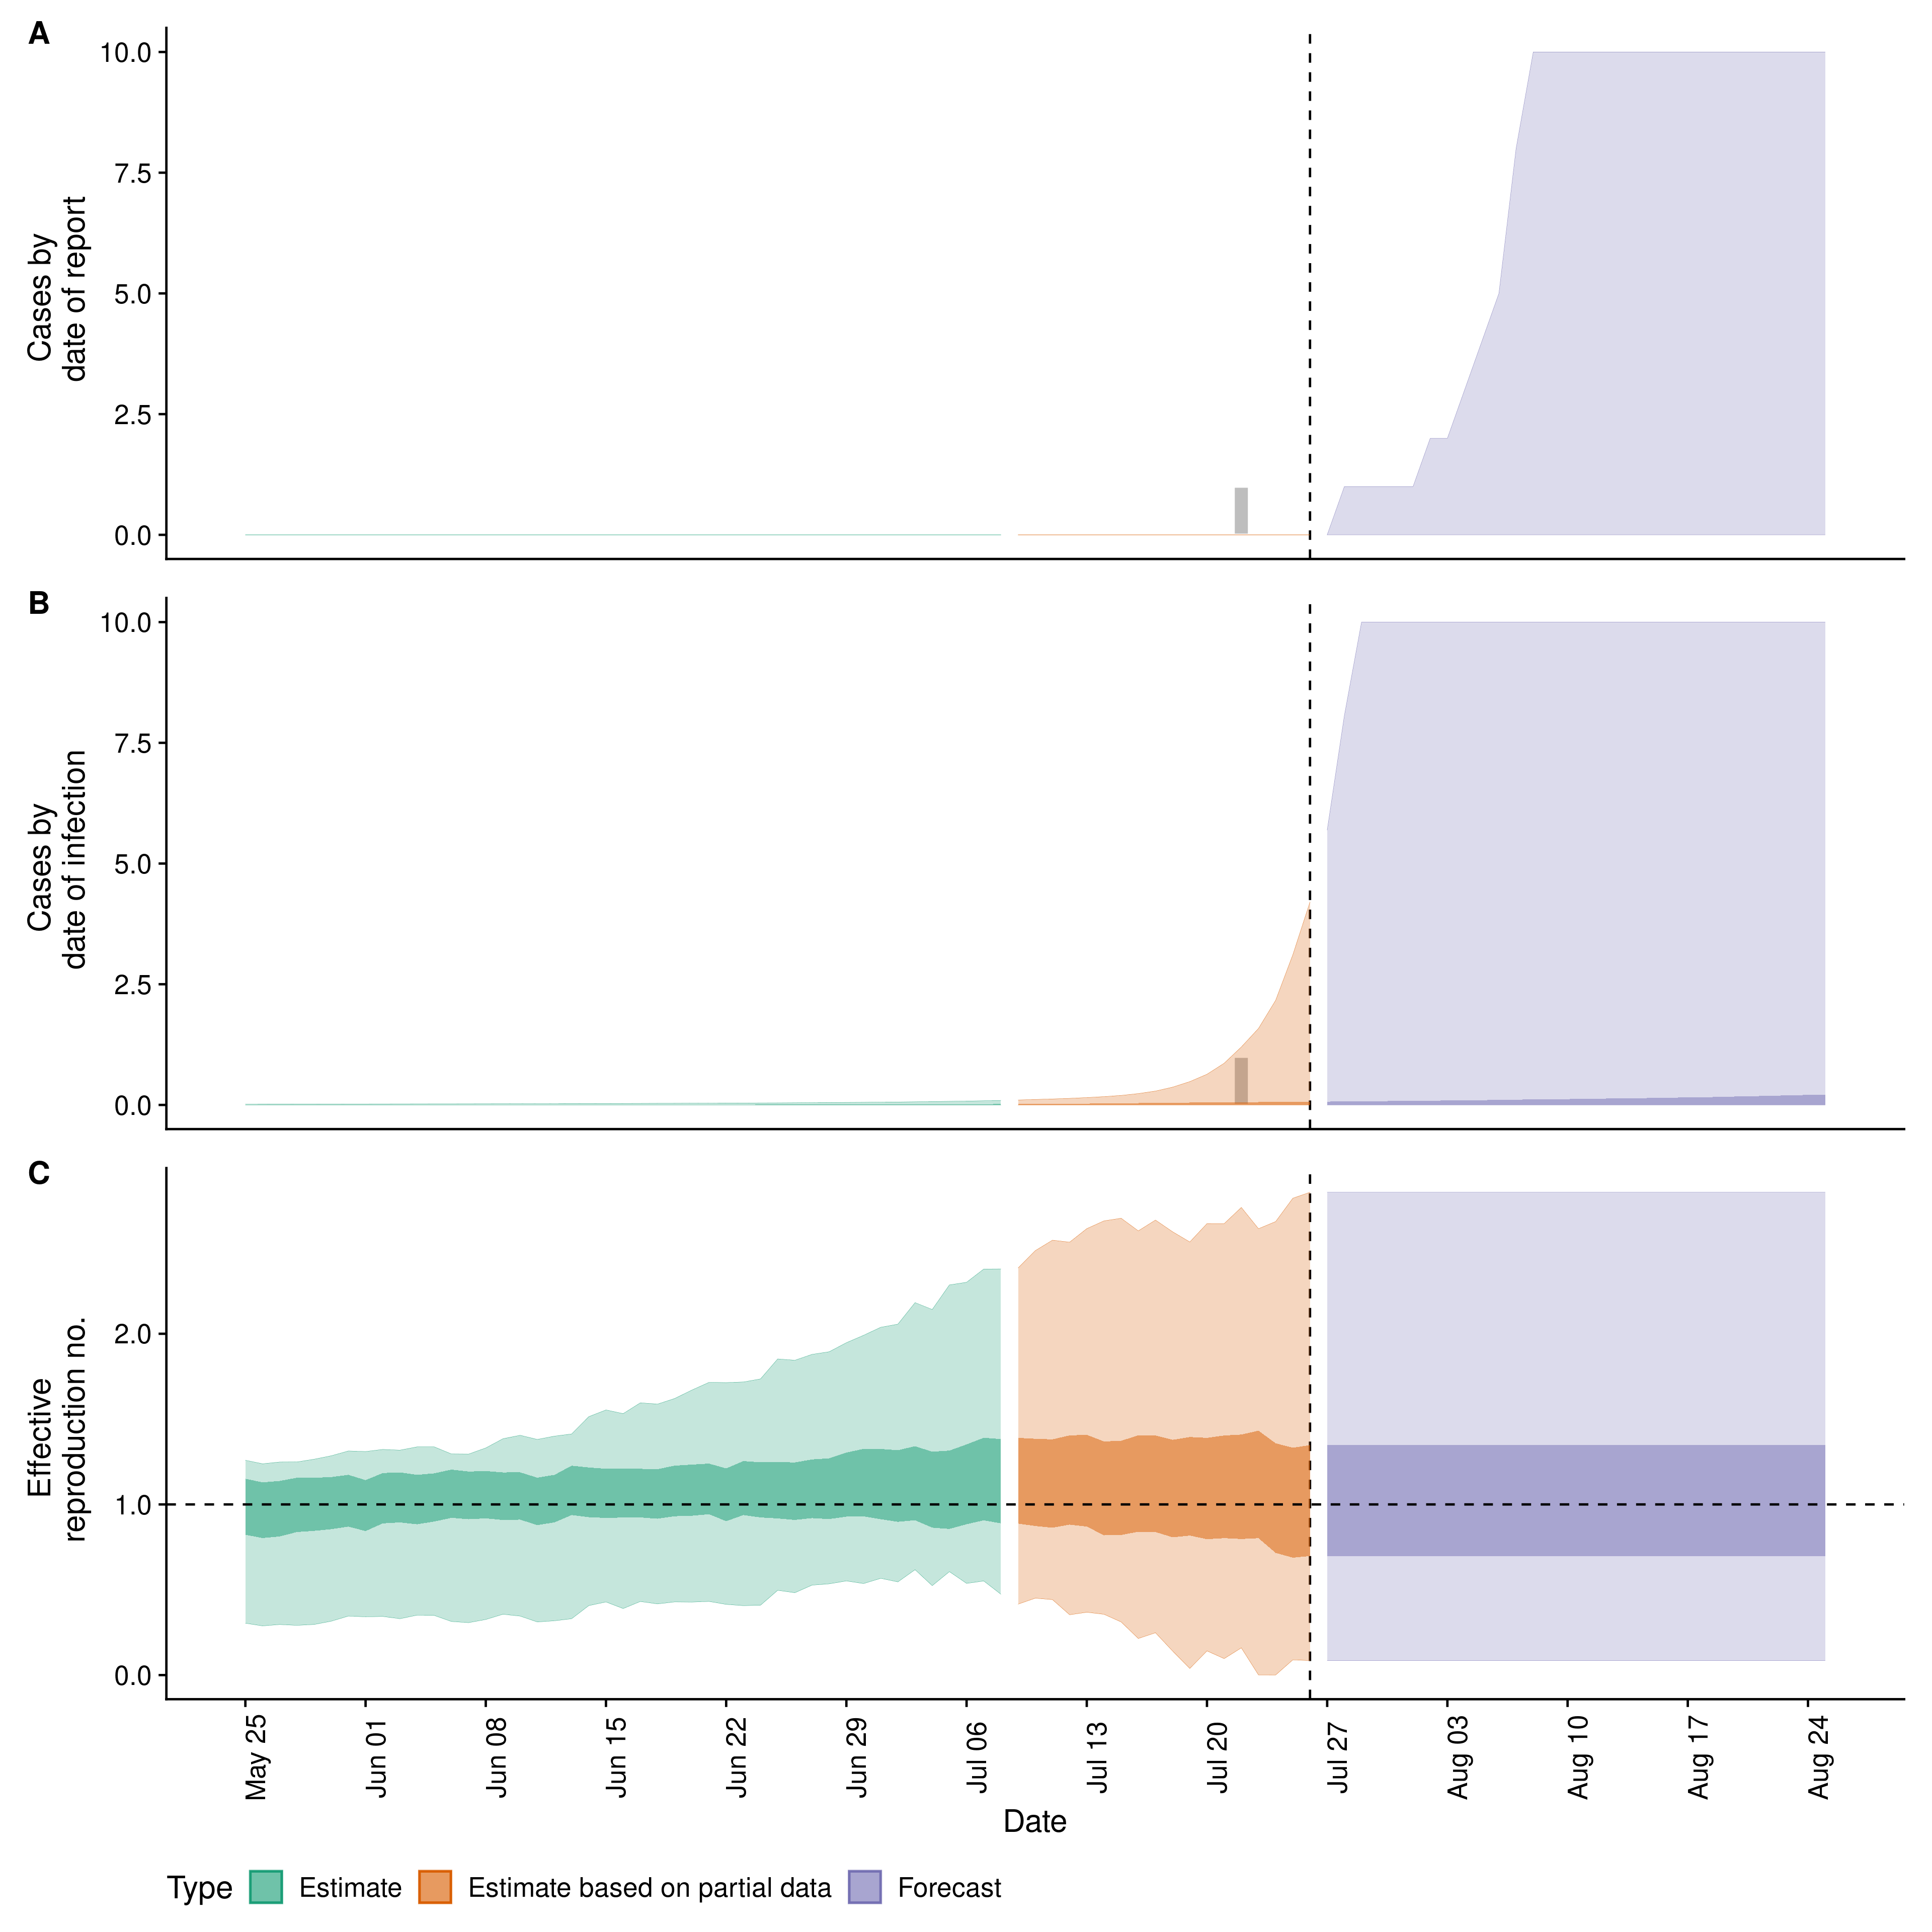 A
Cases by
date of report
10.0
7.5
5.0
2.5
0.0
B
Cases by
date of infection
10.0
7.5
5.0
2.5
0.0
C
Effective
reproduction no.
2.0
1.0
0.0
May 25
Jun 01
Jun 08
Jun 15
Jun 22
Jun 29
Jul 06
Jul 13
Jul 20
Jul 27
Aug 03
Aug 10
Aug 17
Aug 24
Date
Type Estimate Estimate based on partial data Forecast